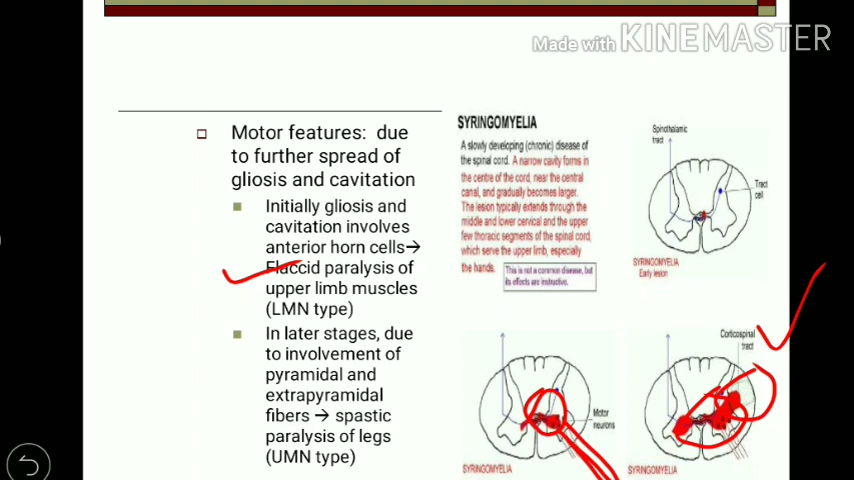 Made with KINEMASTER
Motor features: due
to further spread of
gliosis and cavitation
Initially gliosis and
cavitation involves
anterior horn cells→
Flaccid paralysis of
upper limb muscles
(LMN type)
In later stages, due
to involvement of
pyramidal and
extrapyramidal
fibers → spastic
paralysis of legs
(UMN type)
SYRINGOMYELIA
A slowly developing (chronic) disease of
the spinal cord. A narrow cavity forms in
the centre of the cord, near the central
canal, and gradually becomes larger.
The lesion typically extends through the
middle and lower cervical and the upper
few thoracic segments of the spinal cord,
which serve the upper limb, especially
the hands.
This is not a common disease, but
its effects are instructive.
Spinothalamic
tract
Tract
cell
SYRINGOMYELIA
Early lesion
Motor
neurons
SYRINGOMYELIA
Corticospinal
tract
SYRINGOMYELIA